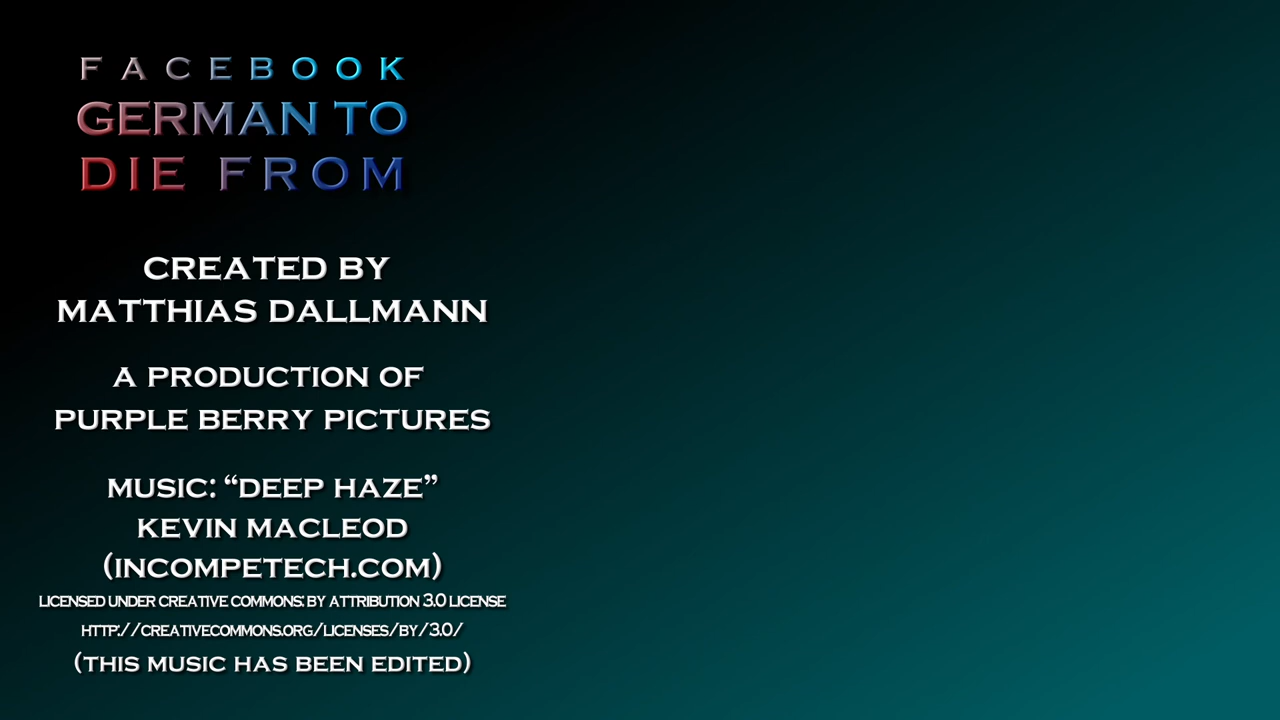 FACEBOOK
GERMAN TO
DIE FROM
CREATED BY
MATTHIAS DALLMANN
A PRODUCTION OF
PURPLE BERRY PICTURES
MUSIC: “DEEP HAZE”
KEVIN MACLEOD
(INCOMPETECH.COM)
LICENSED UNDER CREATIVE COMMONS: BY ATTRIBUTION 3.0 LICENSE
HTTP://CREATIVECOMMONS.ORG/LICENSES/BY/3.0/
(THIS MUSIC HAS BEEN EDITED)